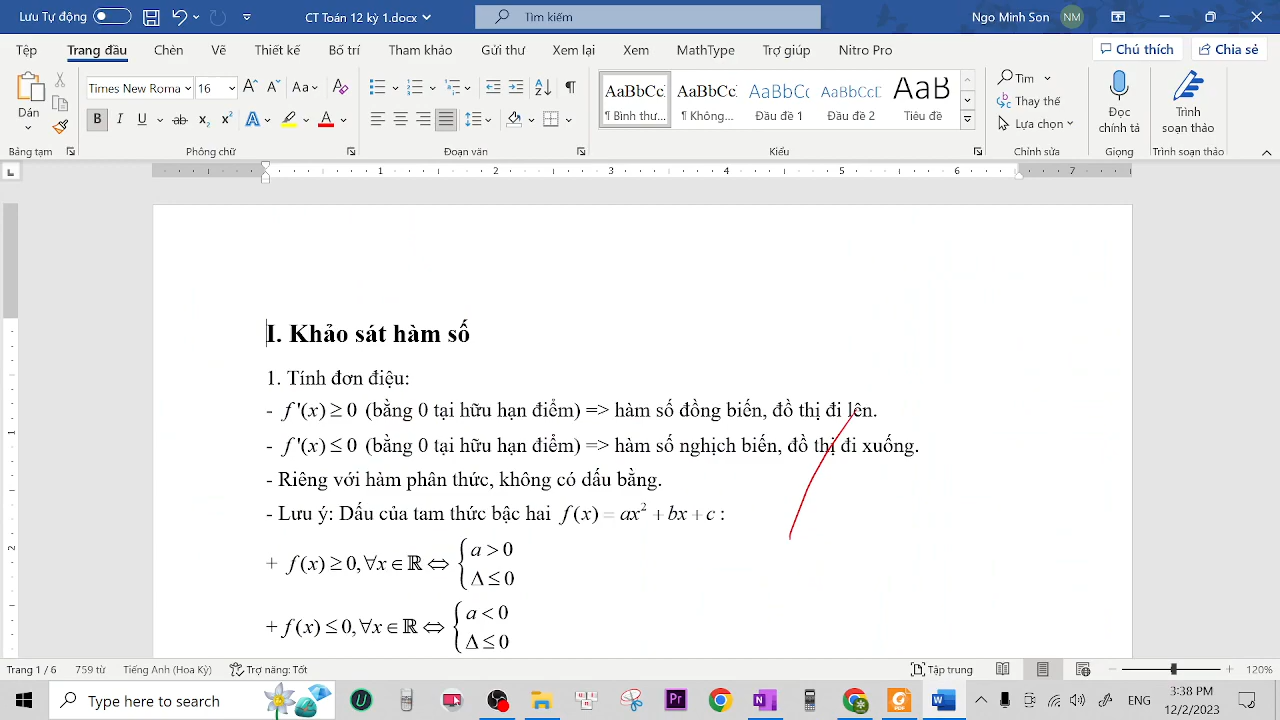 Lưu Tự động
CT Toán 12 kỳ 1.docx
Tìm kiếm
Ngo Minh Son
NM
Tệp
Trang đầu
Chèn
Vẽ
Thiết kế
Bố trí
Tham khảo
Gửi thư
Xem lại
Xem
MathType
Trợ giúp
Nitro Pro
Chú thích
Chia sẻ
Dán
Times New Roma
16
Bảng tạm
Phông chữ
Đoạn văn
AaBbCc
¶ Bình thư...
AaBbCc
¶ Không...
AaBbCc
Đầu đề 1
AaBbCcD
Đầu đề 2
AaB
Tiêu đề
Kiểu
Tìm
Thay thế
Lựa chọn
Chỉnh sửa
Đọc chính tả
Giọng
Trình soạn thảo
Trình soạn thảo
1 2 3 4 5 6 7
I. Khảo sát hàm số
1. Tính đơn điệu:
- f'(x) ≥ 0 (bằng 0 tại hữu hạn điểm) => hàm số đồng biến, đồ thị đi lên.
- f'(x) ≤ 0 (bằng 0 tại hữu hạn điểm) => hàm số nghịch biến, đồ thị đi xuống.
- Riêng với hàm phân thức, không có dấu bằng.
- Lưu ý: Dấu của tam thức bậc hai f(x) = ax² + bx + c :
+ f(x) ≥ 0, ∀x ∈ ℝ ⇔ { a > 0
Δ ≤ 0
+ f(x) ≤ 0, ∀x ∈ ℝ ⇔ { a < 0
Δ ≤ 0
Trang 1 / 6
759 từ
Tiếng Anh (Hoa Kỳ)
Trợ năng: Tốt
Tập trung
120%
Type here to search
ENG
3:38 PM
12/2/2023